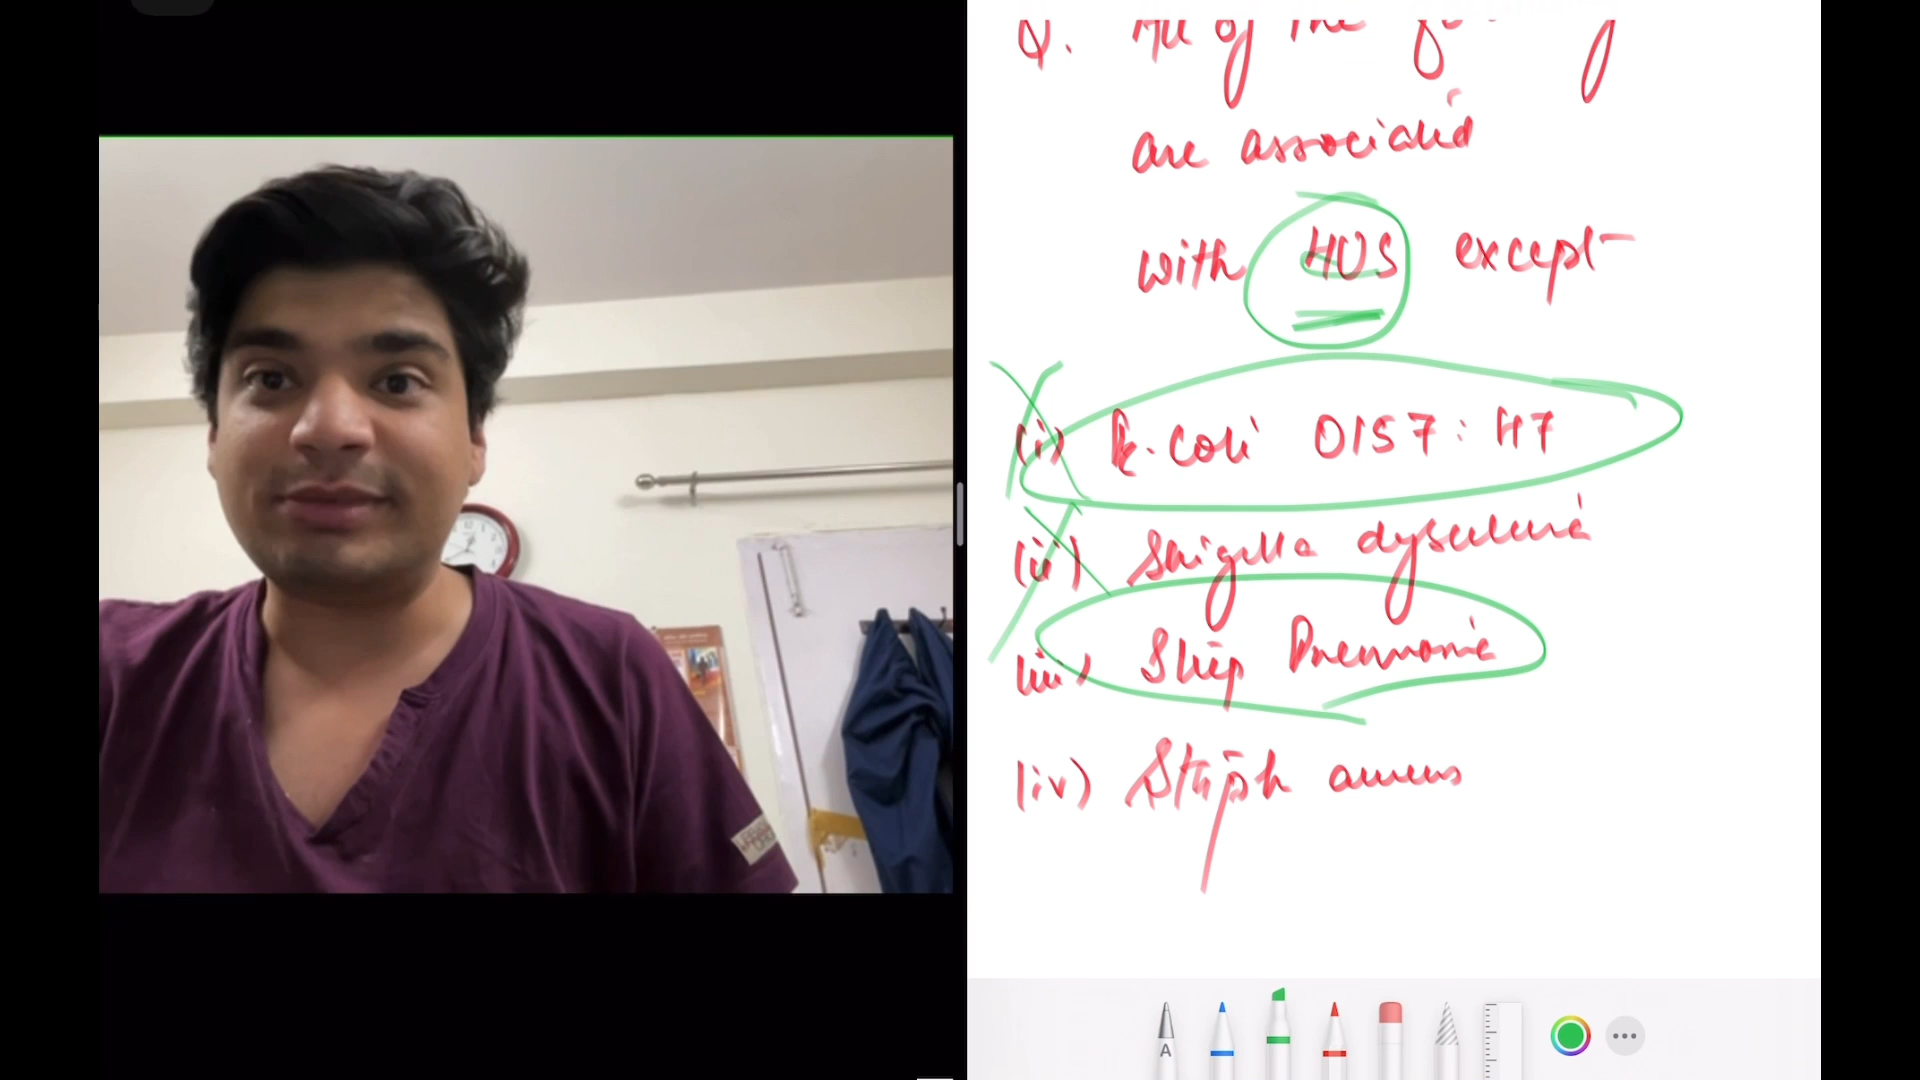 Q. All of the
are associated
with HUS except
(i) E. Coli 0157: H7
(ii) Shigella dysenteriae
(iii) Strep Pneumoniae
(iv) Staph aureus
A